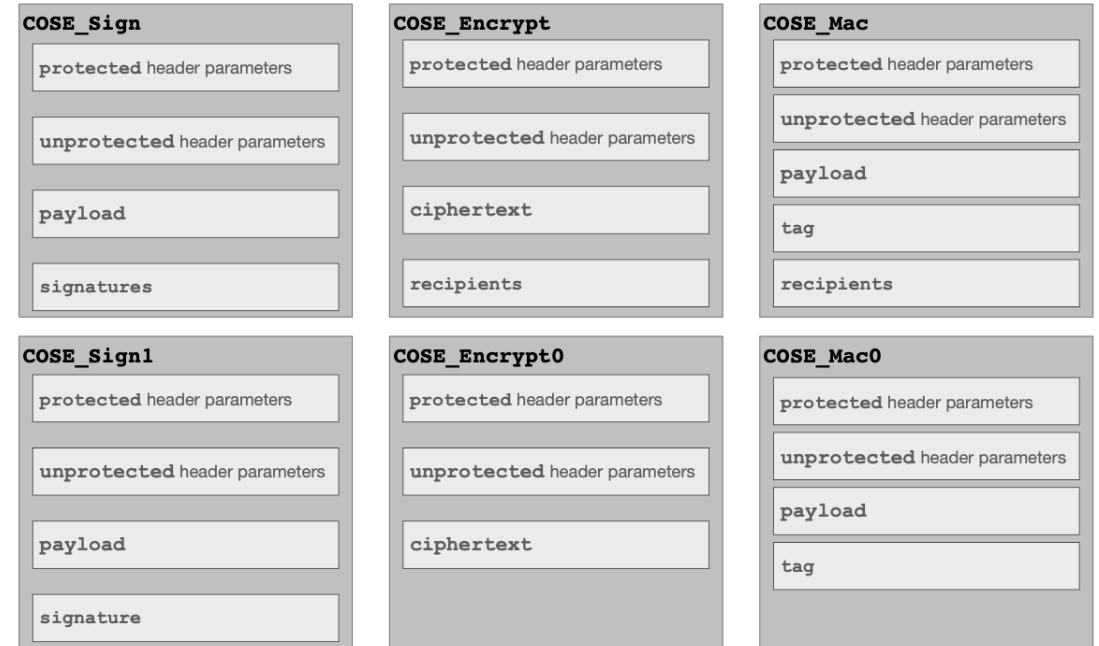 COSE_Sign
protected header parameters
unprotected header parameters
payload
signatures
COSE_Encrypt
protected header parameters
unprotected header parameters
ciphertext
recipients
COSE_Mac
protected header parameters
unprotected header parameters
payload
tag
recipients
COSE_Sign1
protected header parameters
unprotected header parameters
payload
signature
COSE_Encrypt0
protected header parameters
unprotected header parameters
ciphertext
COSE_Mac0
protected header parameters
unprotected header parameters
payload
tag